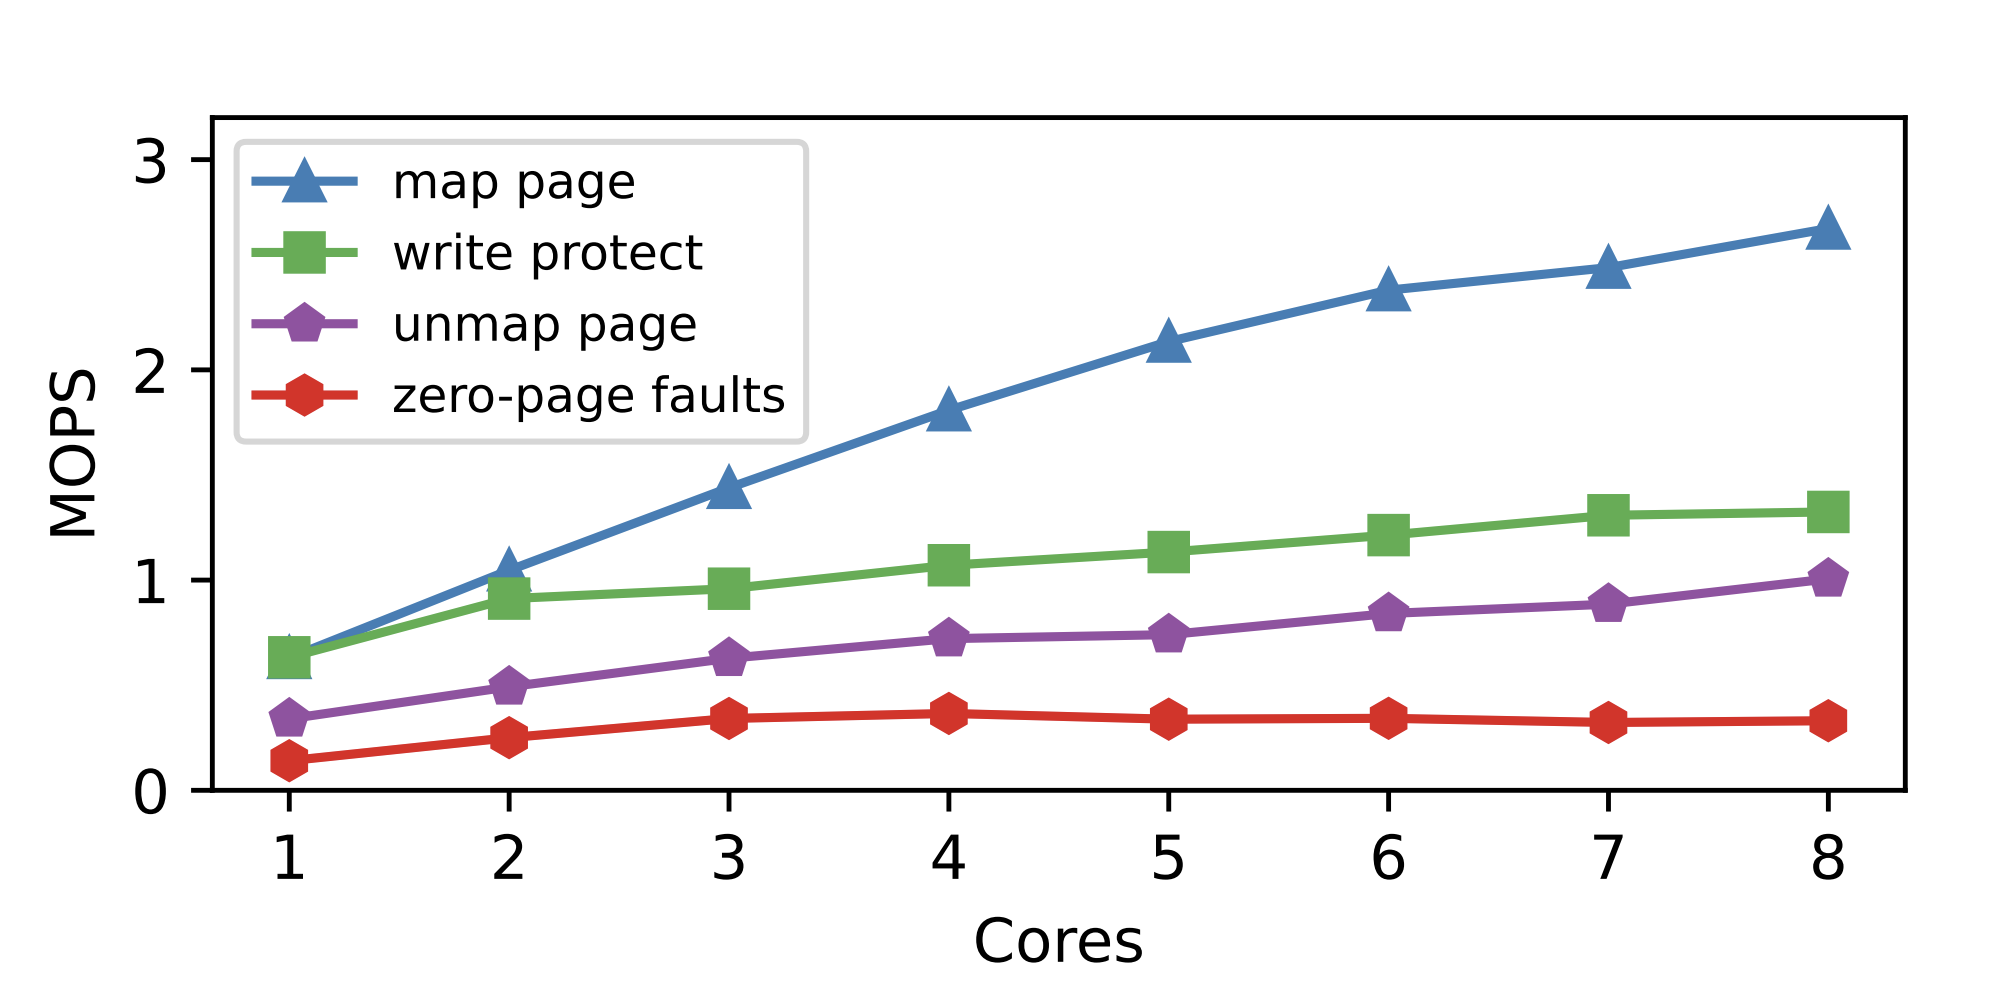 map page
write protect
unmap page
zero-page faults
MOPS
3
2
1
0
1 2 3 4 5 6 7 8
Cores